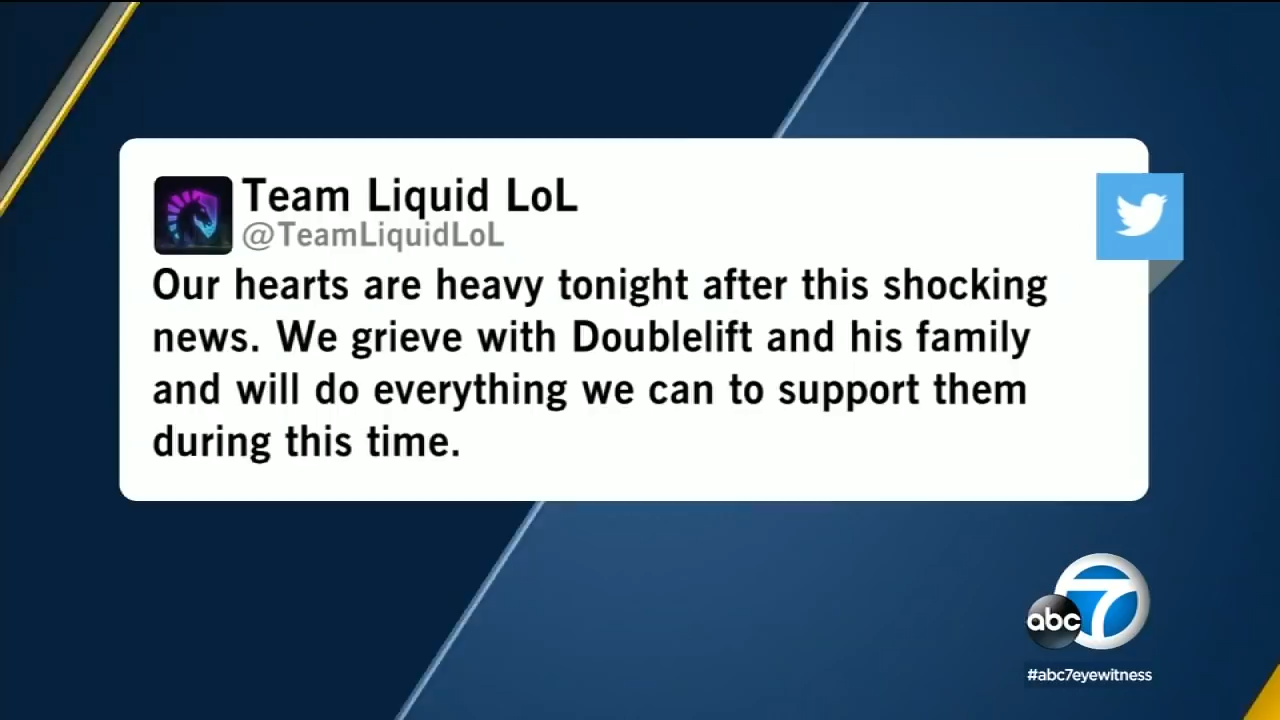 Team Liquid LoL
@TeamLiquidLoL
Our hearts are heavy tonight after this shocking
news. We grieve with Doublelift and his family
and will do everything we can to support them
during this time.
abc 7
#abc7eyewitness